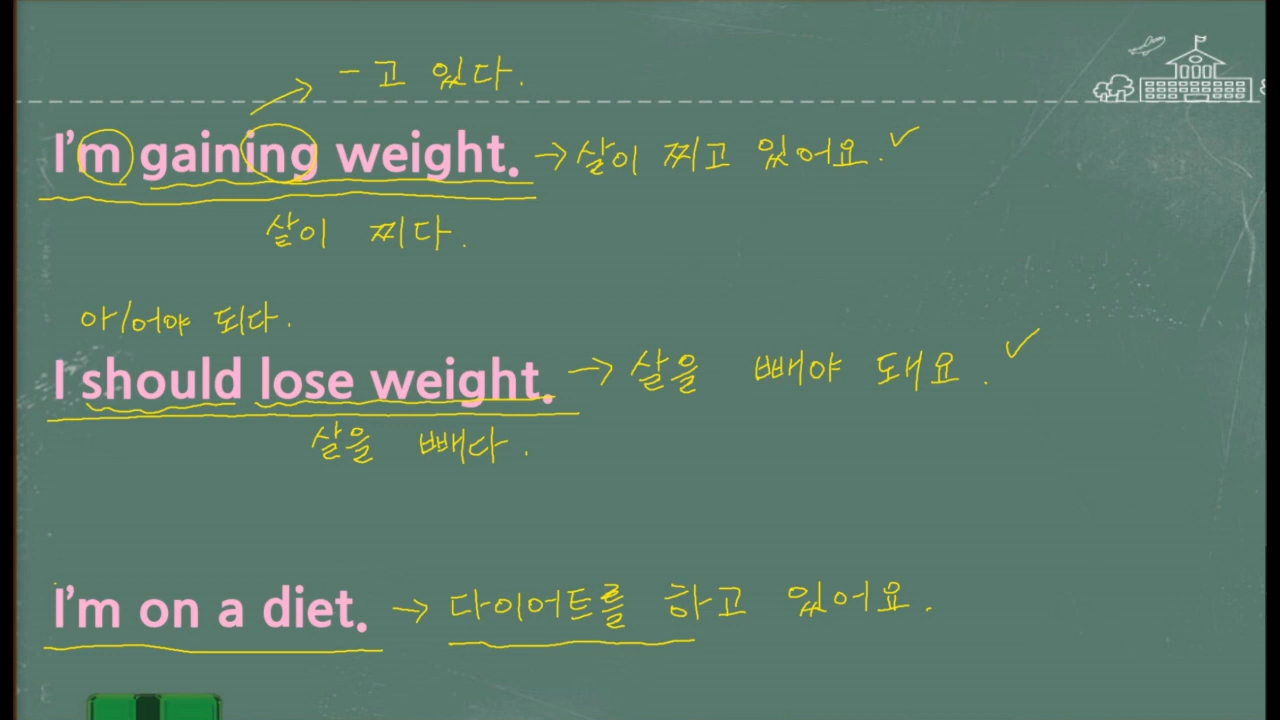 -고 있다.
I'm gaining weight. → 살이 찌고 있어요. ✓
살이 찌다.
아/어야 되다.
I should lose weight. → 살을 빼야 돼요. ✓
살을 빼다.
I'm on a diet. → 다이어트를 하고 있어요.